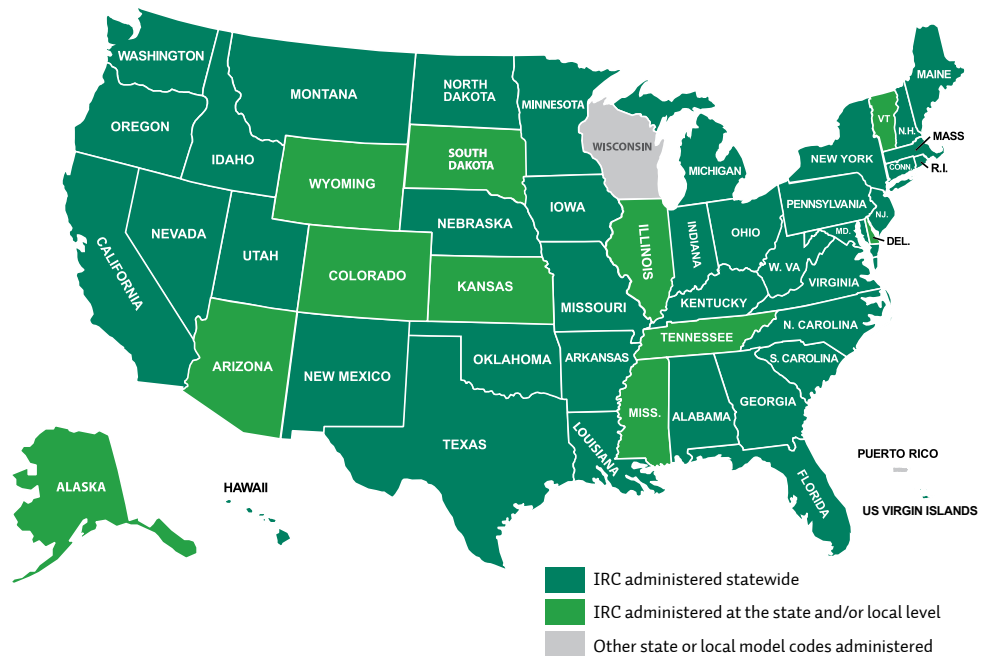 WASHINGTON
OREGON
CALIFORNIA
NEVADA
IDAHO
MONTANA
WYOMING
UTAH
COLORADO
ARIZONA
NEW MEXICO
NORTH
DAKOTA
SOUTH
DAKOTA
NEBRASKA
KANSAS
OKLAHOMA
TEXAS
MINNESOTA
IOWA
MISSOURI
ARKANSAS
LOUISIANA
WISCONSIN
ILLINOIS
MICHIGAN
INDIANA
OHIO
KENTUCKY
TENNESSEE
MISS.
ALABAMA
GEORGIA
FLORIDA
S. CAROLINA
N. CAROLINA
VIRGINIA
W. VA
MD.
DEL.
PENNSYLVANIA
NJ.
NEW YORK
CONN.
R.I.
MASS
VT
N.H.
MAINE
ALASKA
HAWAII
PUERTO RICO
US VIRGIN ISLANDS
IRC administered statewide
IRC administered at the state and/or local level
Other state or local model codes administered